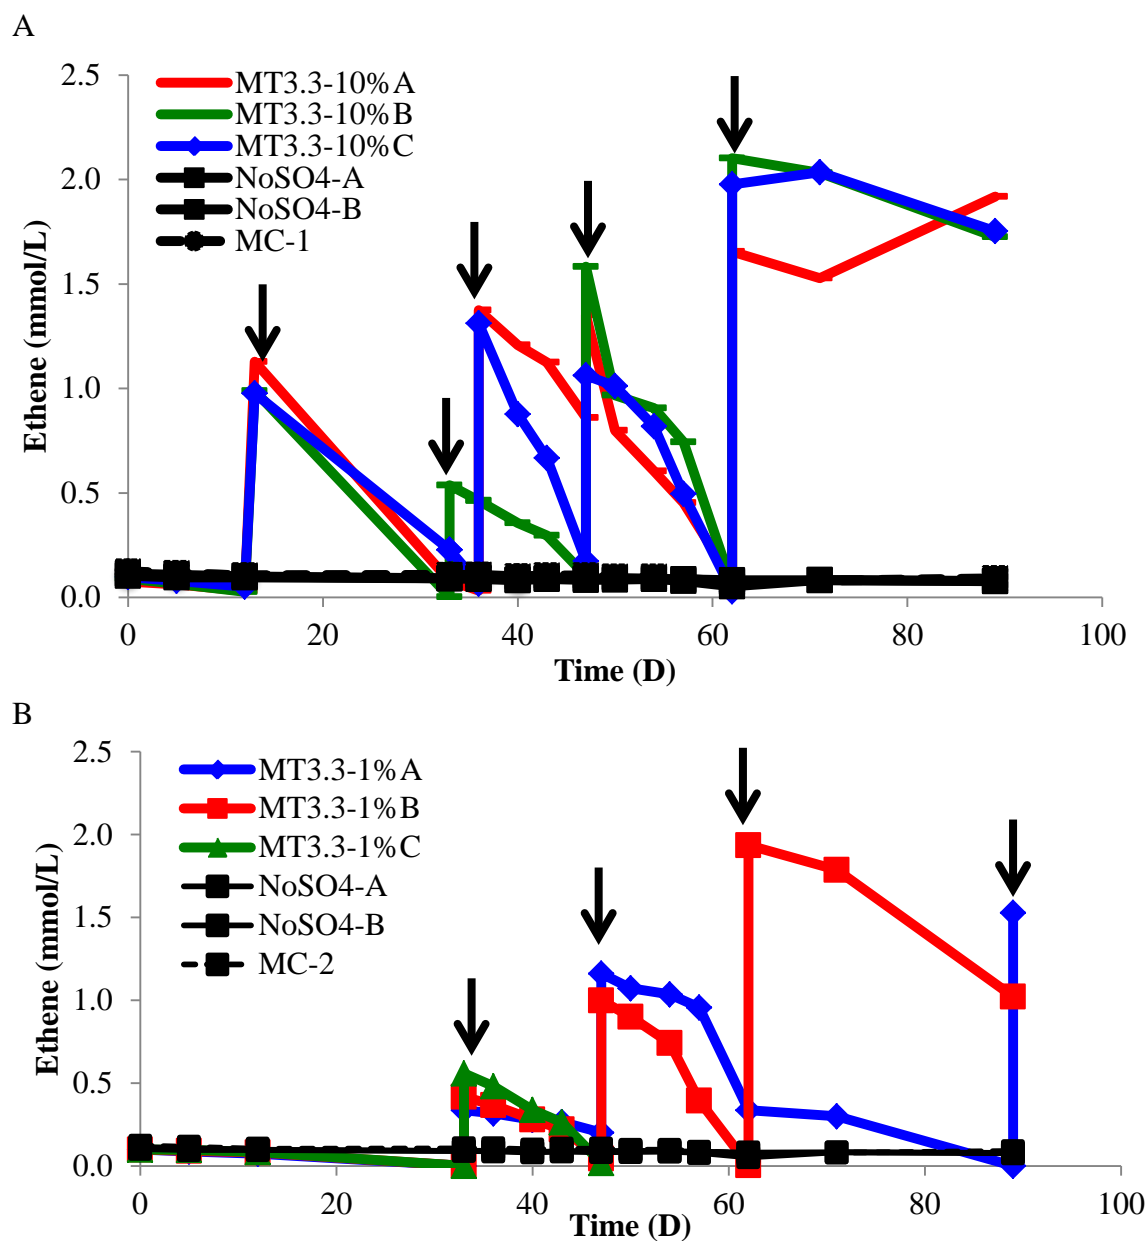 A
2.5
2.0
1.5
1.0
0.5
0.0
Ethene (mmol/L)
MT3.3-10%A
MT3.3-10%B
MT3.3-10%C
NoSO4-A
NoSO4-B
MC-1
0 20 40 60 80 100
Time (D)
B
2.5
2.0
1.5
1.0
0.5
0.0
Ethene (mmol/L)
MT3.3-1%A
MT3.3-1%B
MT3.3-1%C
NoSO4-A
NoSO4-B
MC-2
0 20 40 60 80 100
Time (D)